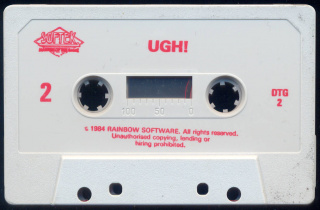 SOFTEK
UGH!
2
DTG
2
100 50 0
© 1984 RAINBOW SOFTWARE. All rights reserved.
Unauthorised copying, lending or
hiring prohibited.